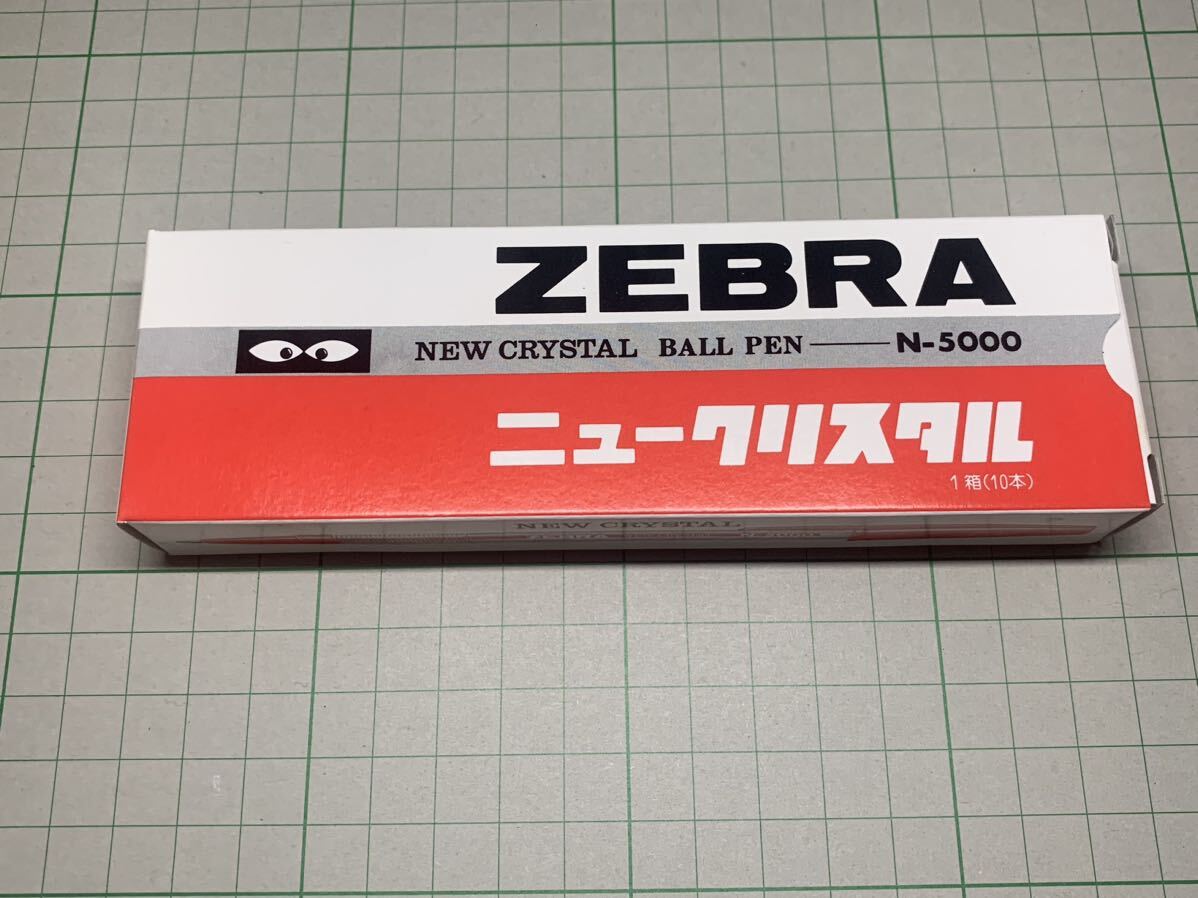 ZEBRA
NEW CRYSTAL BALL PEN — N-5000
ニュークリスタル
1箱(10本)
NEW CRYSTAL
ZEBRA